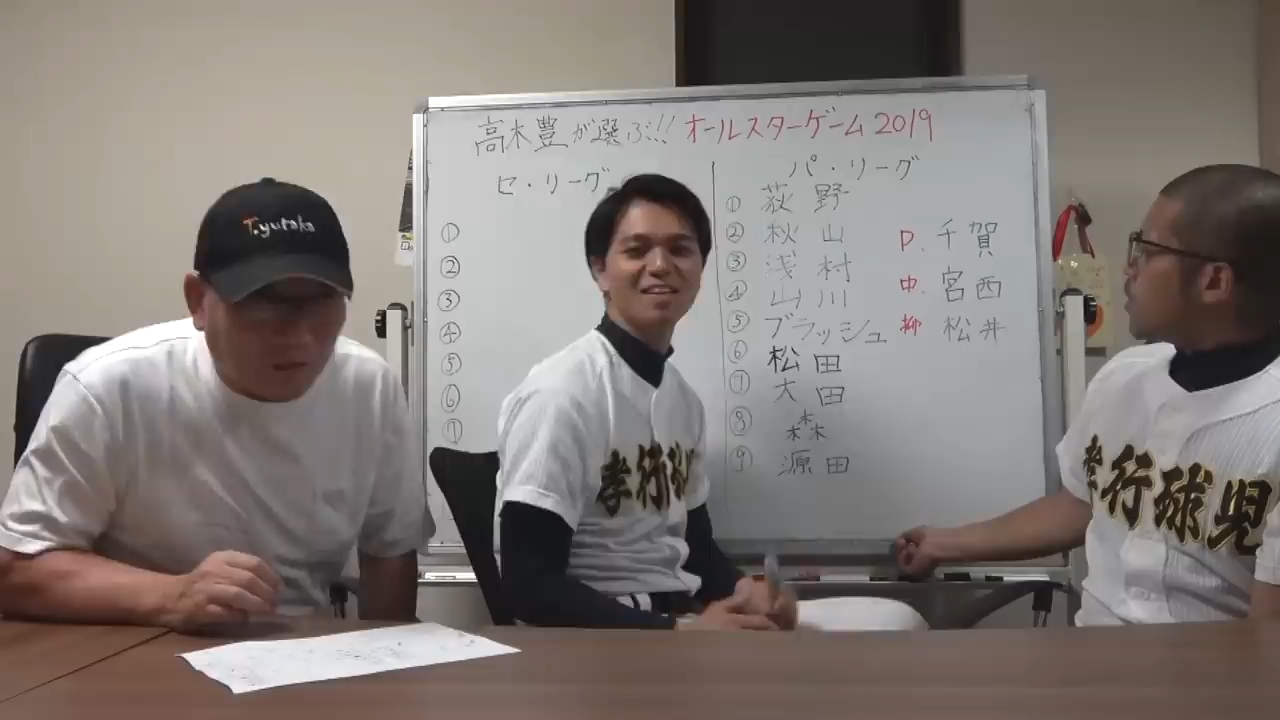 高木豊が選ぶ!! オールスターゲーム2019
セ・リーグ
①
②
③
④
⑤
⑥
⑦
パ・リーグ
① 荻野
② 秋山
③ 浅村
④ 山川
⑤ ブラッシュ
⑥ 松田
⑦ 大田
⑧ 森
⑨ 源田
P. 千賀
中. 宮西
抑 松井
T.yutaka
孝行球
孝行球児